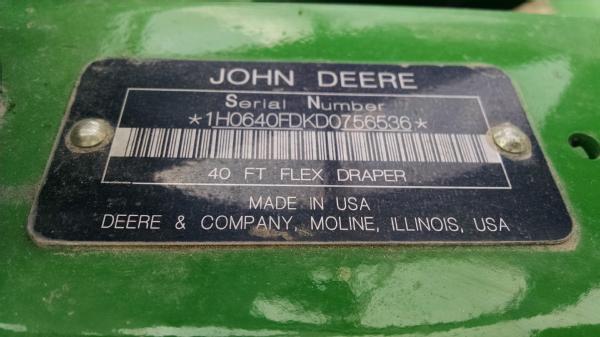 JOHN DEERE
Serial Number
*1H0640FDKD0756536*
40 FT FLEX DRAPER
MADE IN USA
DEERE & COMPANY, MOLINE, ILLINOIS, USA